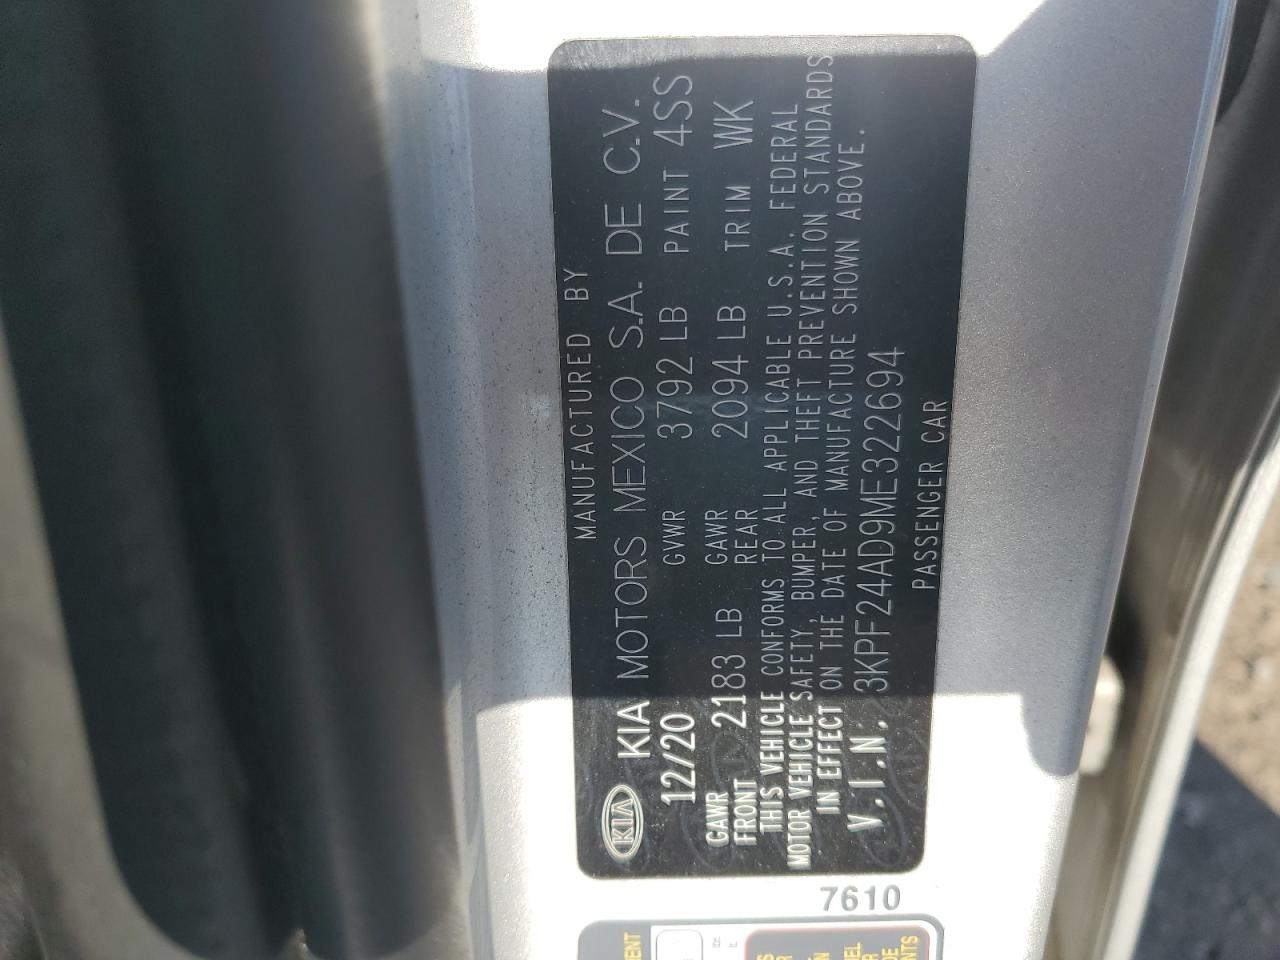 MANUFACTURED BY
KIA KIA MOTORS MEXICO S.A. DE C.V.
12/20 GVWR 3792 LB PAINT 4SS
GAWR FRONT 2183 LB GAWR REAR 2094 LB TRIM WK
THIS VEHICLE CONFORMS TO ALL APPLICABLE U.S.A. FEDERAL
MOTOR VEHICLE SAFETY, BUMPER, AND THEFT PREVENTION STANDARDS
IN EFFECT ON THE DATE OF MANUFACTURE SHOWN ABOVE.
V.I.N. 3KPF24AD9ME322694
PASSENGER CAR
7610